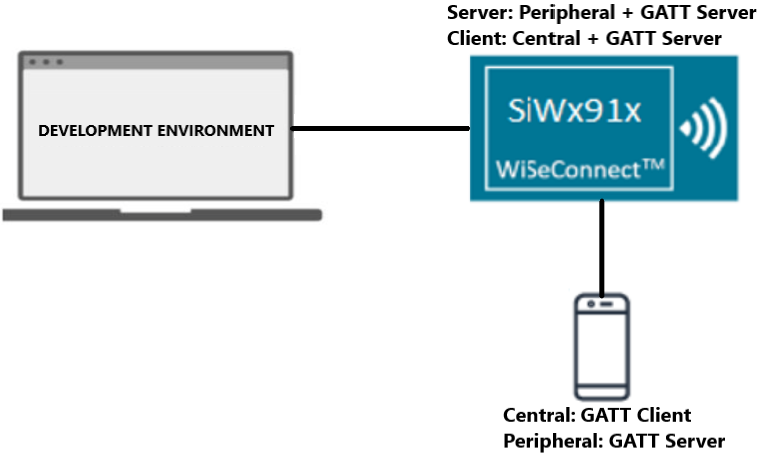 Server: Peripheral + GATT Server
Client: Central + GATT Server
DEVELOPMENT ENVIRONMENT
SiWx91x
WiSeConnect™
Central: GATT Client
Peripheral: GATT Server